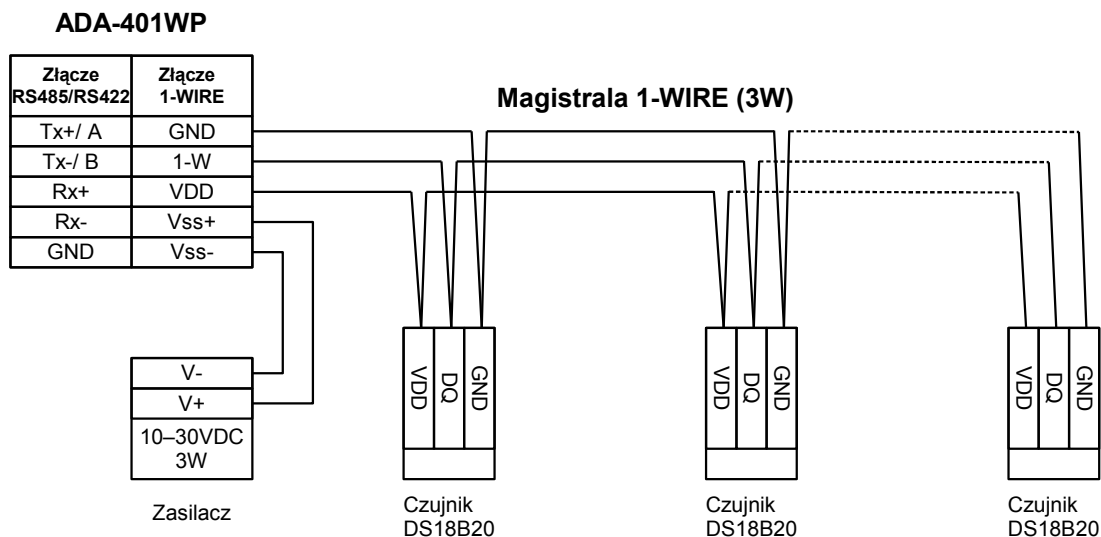 ADA-401WP
Złącze
RS485/RS422
Złącze
1-WIRE
Tx+/ A
GND
Tx-/ B
1-W
Rx+
VDD
Rx-
Vss+
GND
Vss-
Magistrala 1-WIRE (3W)
V-
V+
10–30VDC
3W
Zasilacz
VDD
DQ
GND
Czujnik
DS18B20
VDD
DQ
GND
Czujnik
DS18B20
VDD
DQ
GND
Czujnik
DS18B20